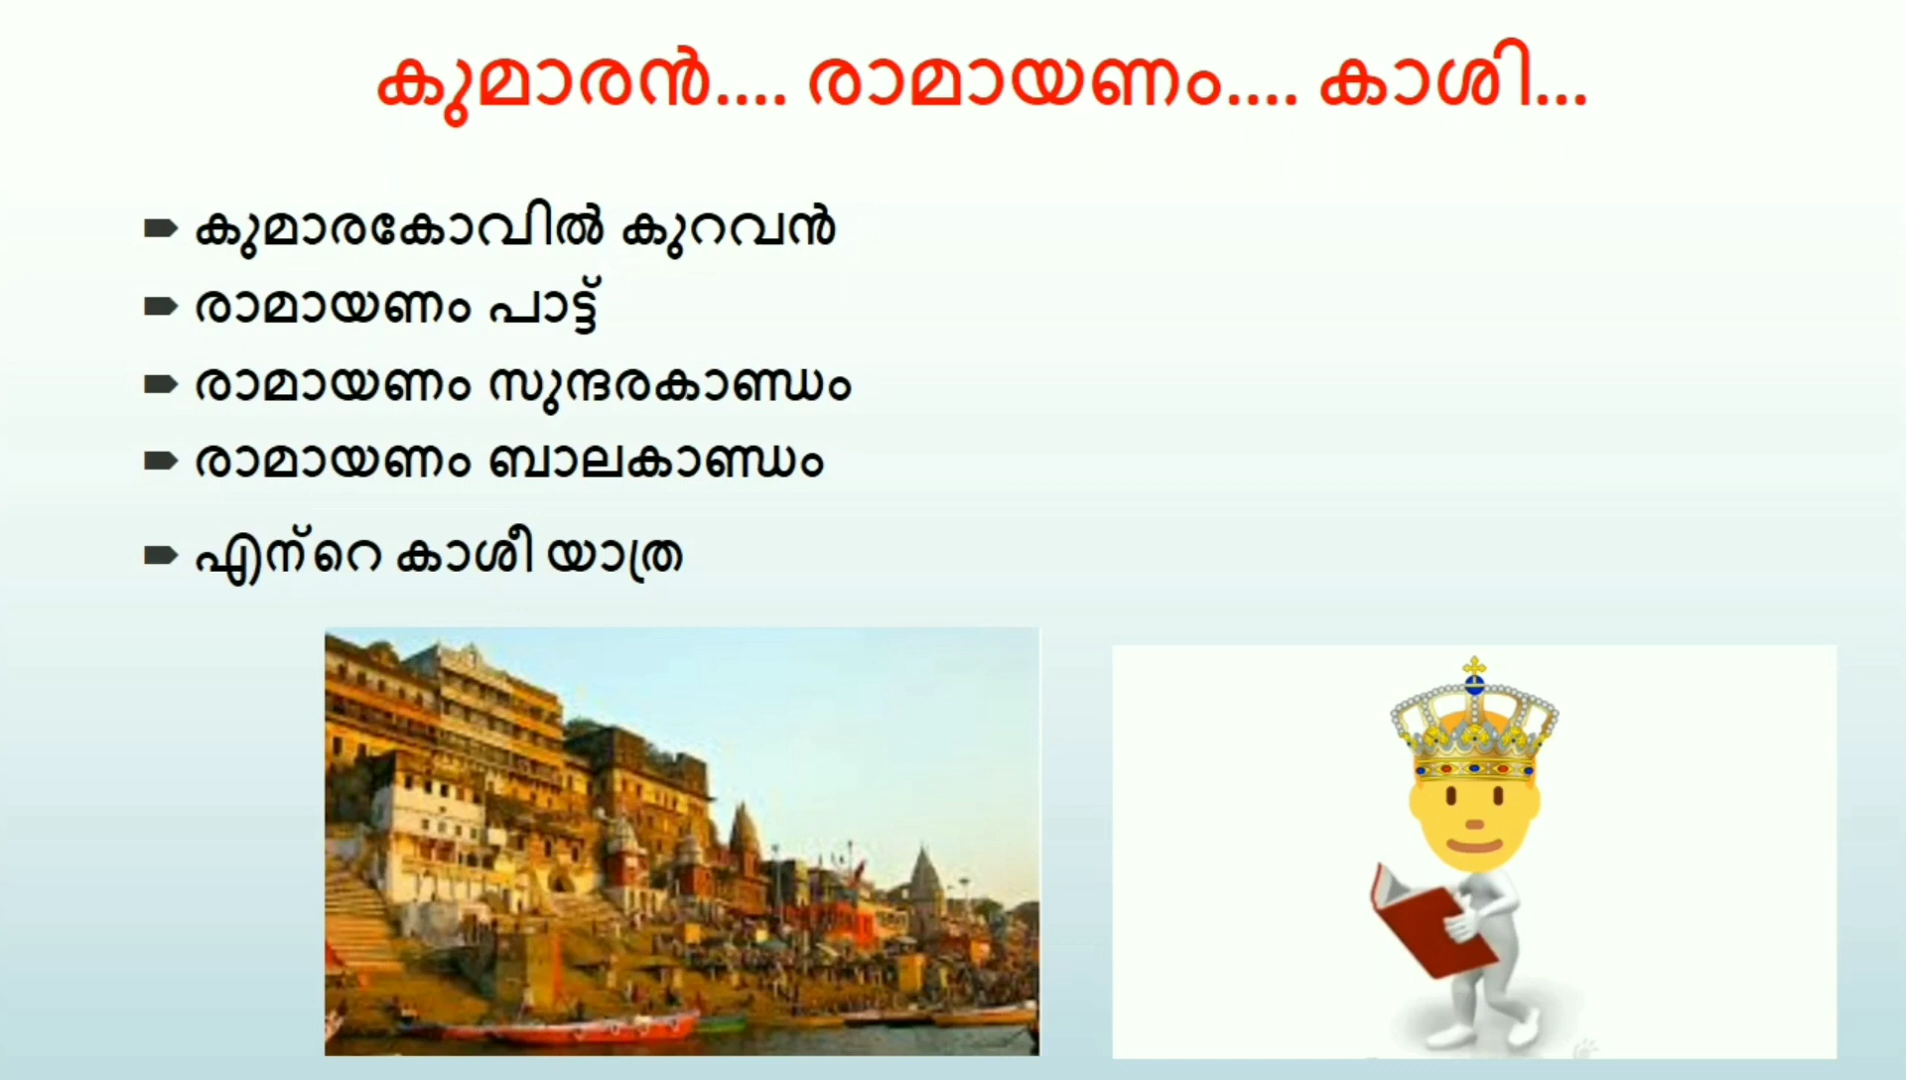 കുമാരൻ.... രാമായണം.... കാശി...
കുമാരകോവിൽ കുറവൻ
രാമായണം പാട്ട്
രാമായണം സുന്ദരകാണ്ഡം
രാമായണം ബാലകാണ്ഡം
എന്റെ കാശീ യാത്ര